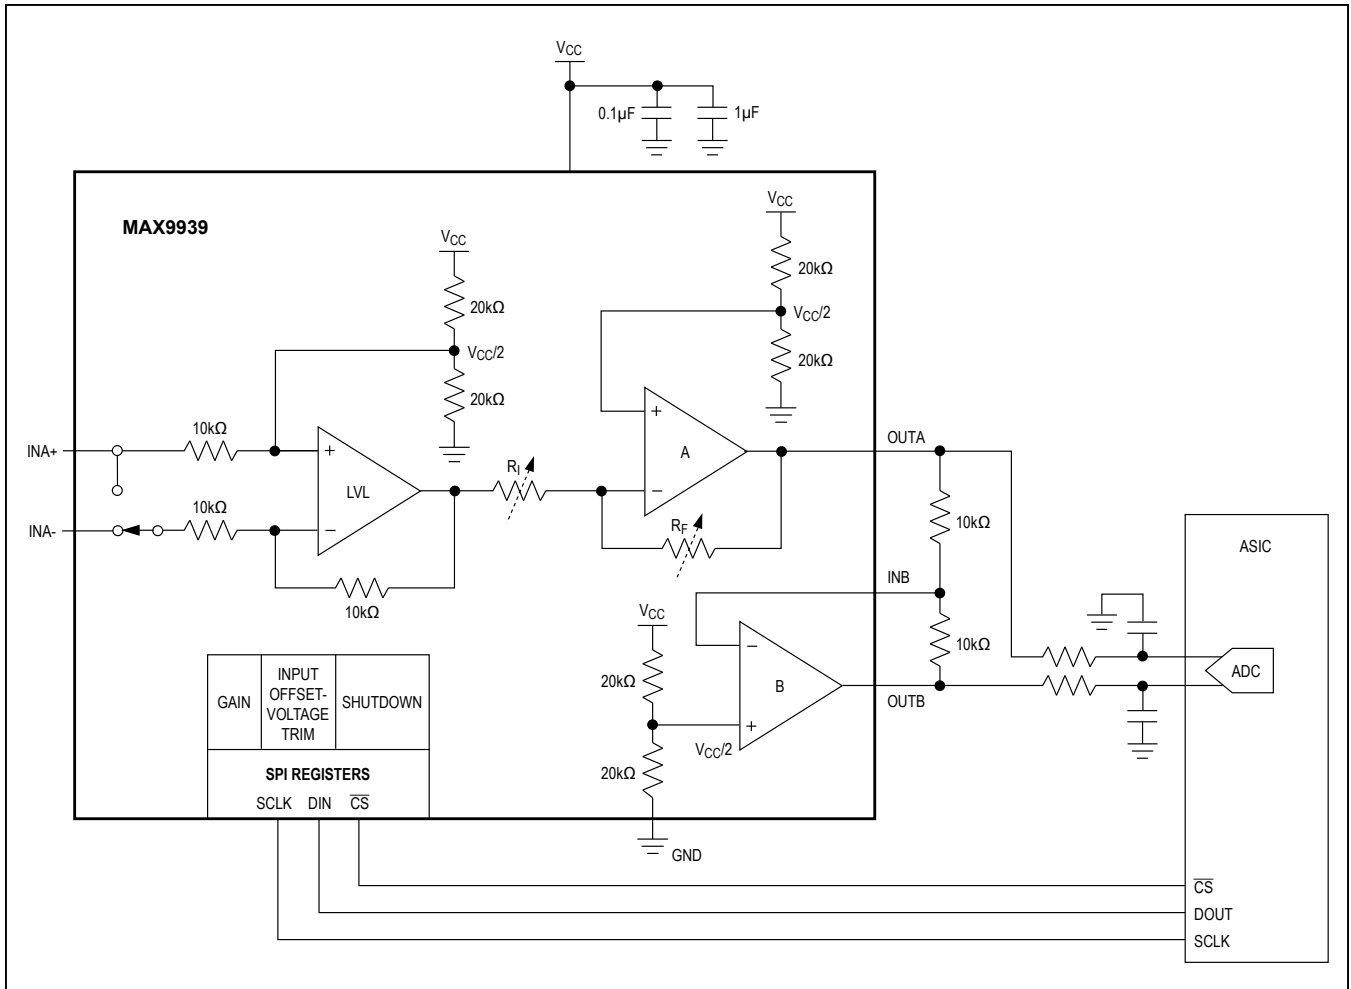 VCC
0.1µF
1µF
MAX9939
VCC
20kΩ
VCC/2
20kΩ
VCC
20kΩ
VCC/2
20kΩ
INA+
10kΩ
+
LVL
−
INA-
10kΩ
10kΩ
RI
+
A
−
RF
OUTA
10kΩ
INB
10kΩ
OUTB
VCC
20kΩ
VCC/2
20kΩ
−
B
+
GND
ASIC
ADC
GAIN
INPUT
OFFSET-
VOLTAGE
TRIM
SHUTDOWN
SPI REGISTERS
SCLK DIN C̅S̅
C̅S̅
DOUT
SCLK